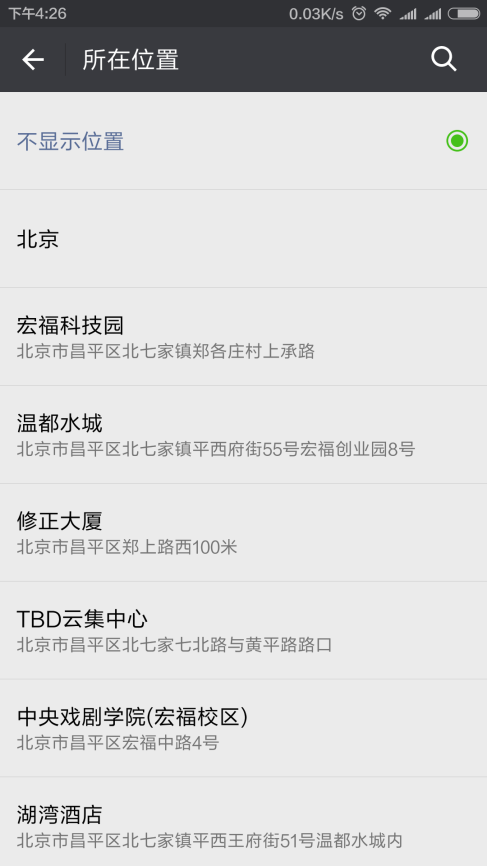 下午4:26
0.03K/s
所在位置
不显示位置
北京
宏福科技园
北京市昌平区北七家镇郑各庄村上承路
温都水城
北京市昌平区北七家镇平西府街55号宏福创业园8号
修正大厦
北京市昌平区郑上路西100米
TBD云集中心
北京市昌平区北七家七北路与黄平路路口
中央戏剧学院(宏福校区)
北京市昌平区宏福中路4号
湖湾酒店
北京市昌平区北七家镇平西王府街51号温都水城内